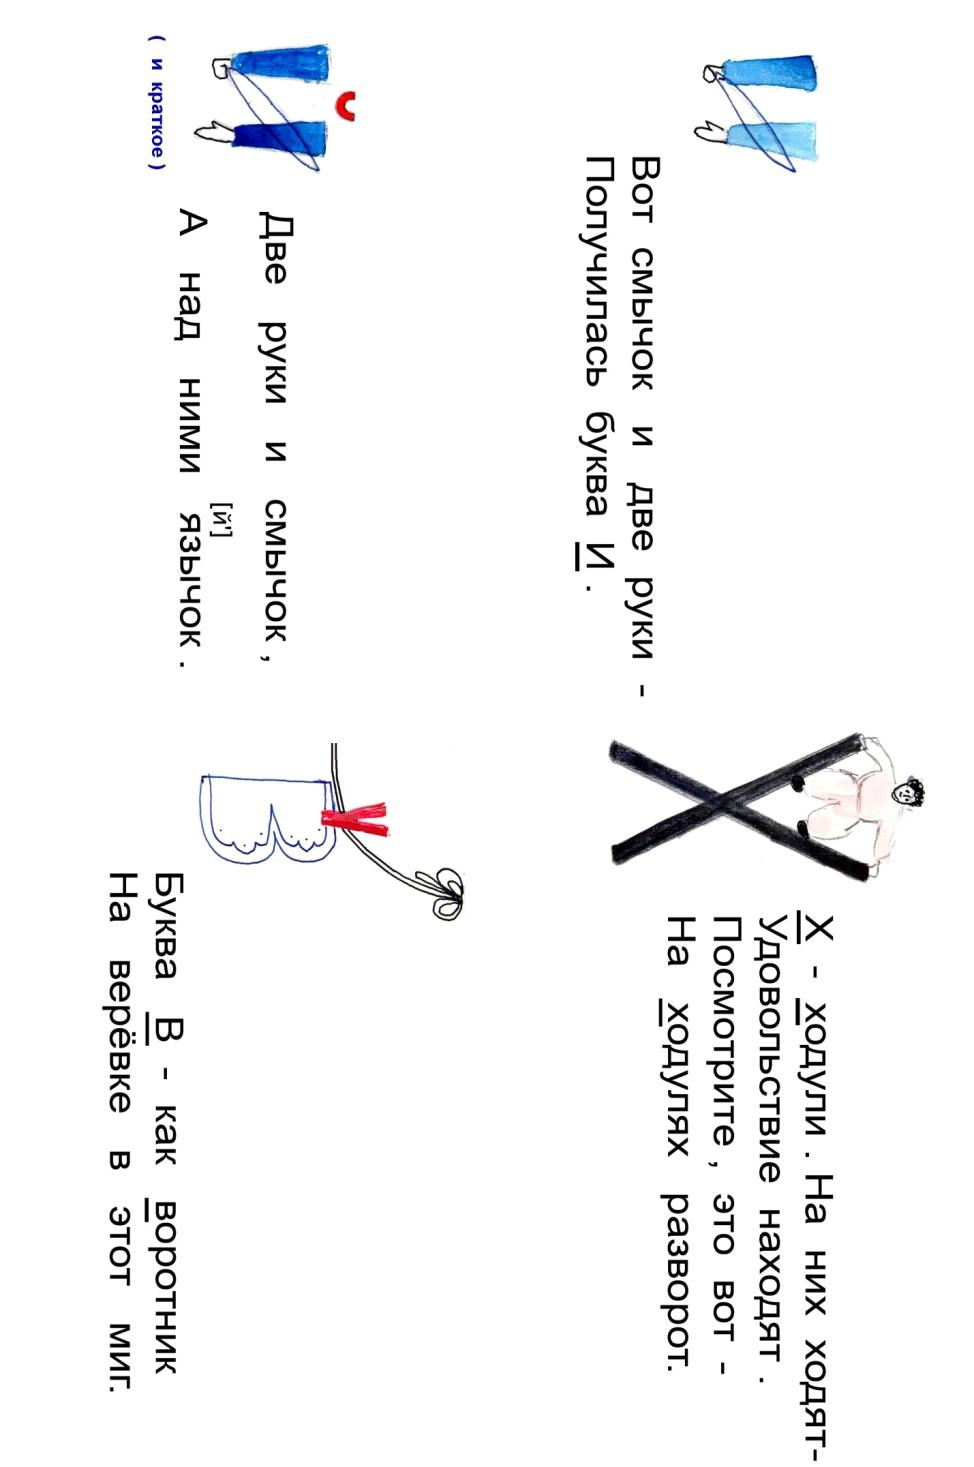 Вот смычок и две руки -
Получилась буква И .
Х - ходули . На них ходят-
Удовольствие находят .
Посмотрите , это вот -
На ходулях разворот.
( и краткое )
Две руки и смычок ,
[й']
А над ними язычок .
Буква В - как воротник
На верёвке в этот миг.